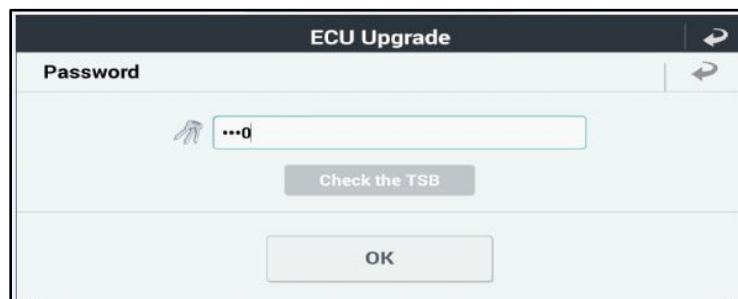 ECU Upgrade
Password
•••0
Check the TSB
OK